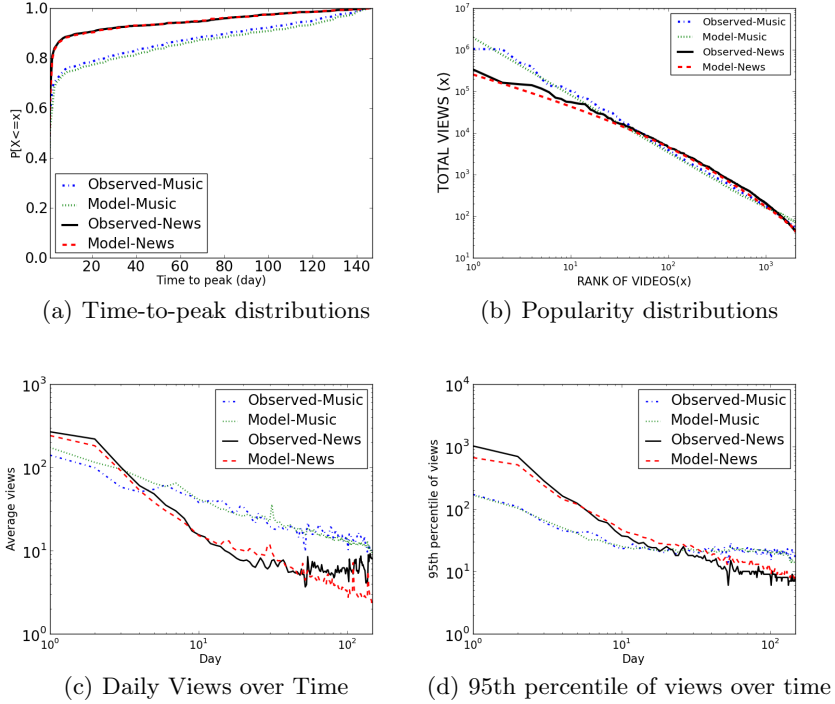 1.0
0.8
0.6
0.4
0.2
0.0
P[X<=x]
Observed-Music
Model-Music
Observed-News
Model-News
20 40 60 80 100 120 140
Time to peak (day)
(a) Time-to-peak distributions
10^7
10^6
10^5
10^4
10^3
10^2
10^1
TOTAL VIEWS (x)
Observed-Music
Model-Music
Observed-News
Model-News
10^0 10^1 10^2 10^3
RANK OF VIDEOS(x)
(b) Popularity distributions
10^3
10^2
10^1
10^0
Average views
Observed-Music
Model-Music
Observed-News
Model-News
10^0 10^1 10^2
Day
(c) Daily Views over Time
10^4
10^3
10^2
10^1
10^0
95th percentile of views
Observed-Music
Model-Music
Observed-News
Model-News
10^0 10^1 10^2
Day
(d) 95th percentile of views over time